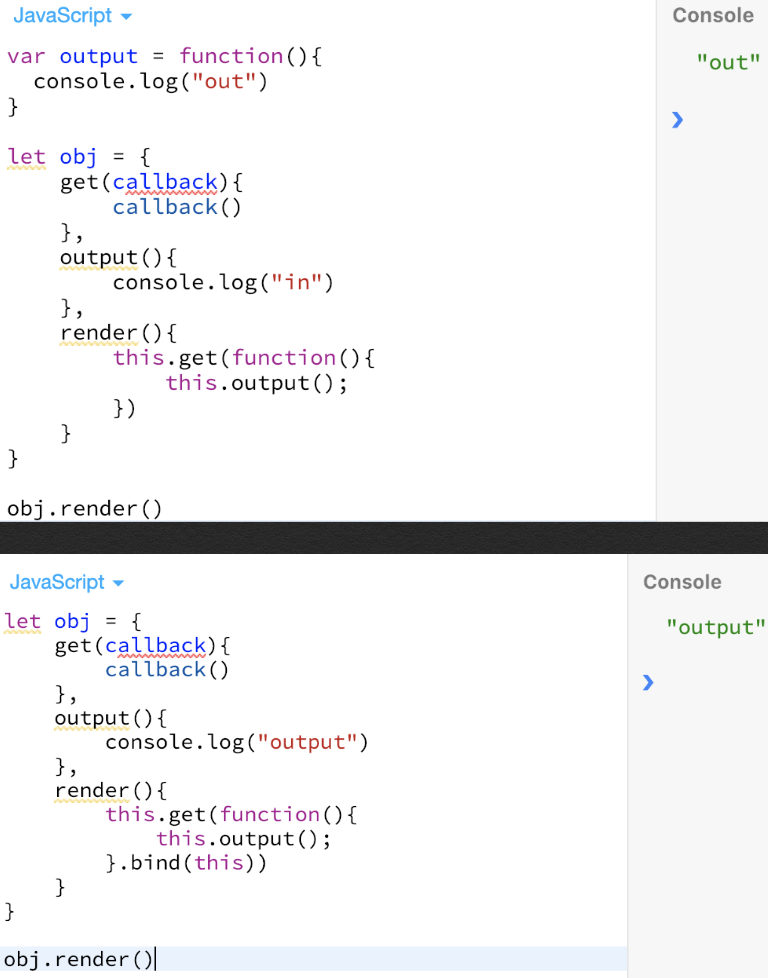 JavaScript
Console
var output = function(){
"out"
  console.log("out")
}
❯
let obj = {
    get(callback){
        callback()
    },
    output(){
        console.log("in")
    },
    render(){
        this.get(function(){
            this.output();
        })
    }
}
obj.render()
JavaScript
Console
let obj = {
"output"
    get(callback){
        callback()
❯
    },
    output(){
        console.log("output")
    },
    render(){
        this.get(function(){
            this.output();
        }.bind(this))
    }
}
obj.render()